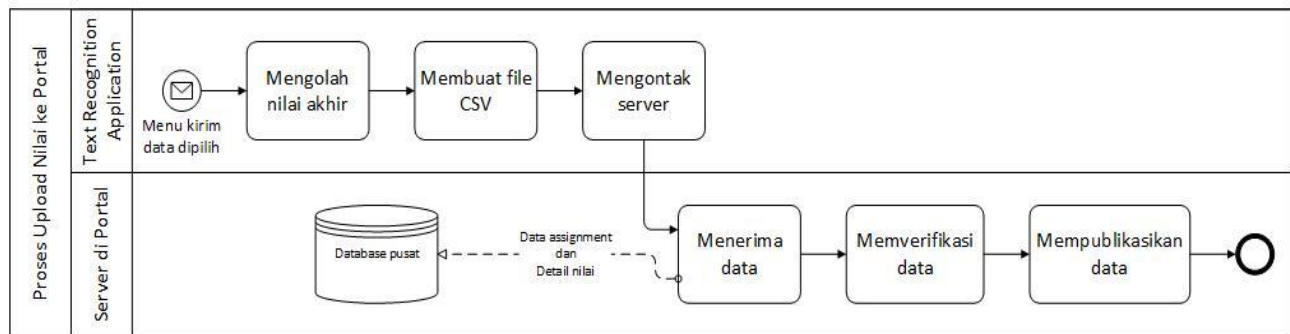 Proses Upload Nilai ke Portal
Text Recognition
Application
Menu kirim
data dipilih
Mengolah
nilai akhir
Membuat file
CSV
Mengontak
server
Server di Portal
Database pusat
Data assignment
dan
Detail nilai
Menerima
data
Memverifikasi
data
Mempublikasikan
data